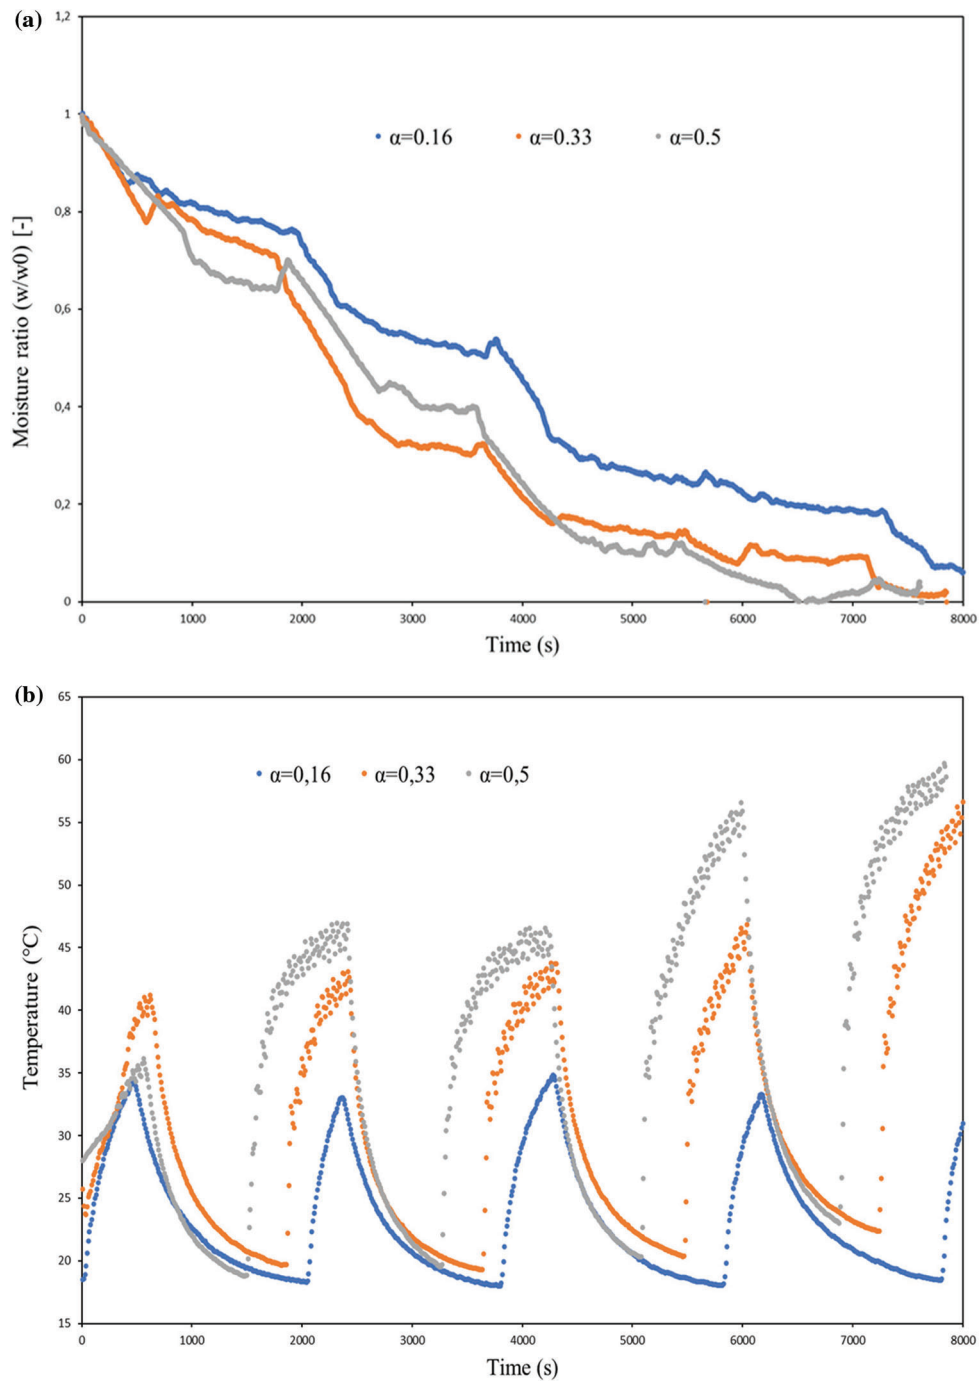 (a)
1,2
1
0,8
0,6
0,4
0,2
0
Moisture ratio (w/w0) [-]
α=0.16 α=0.33 α=0.5
0 1000 2000 3000 4000 5000 6000 7000 8000
Time (s)
(b)
65
60
55
50
45
40
35
30
25
20
15
Temperature (°C)
α=0,16 α=0,33 α=0,5
0 1000 2000 3000 4000 5000 6000 7000 8000
Time (s)